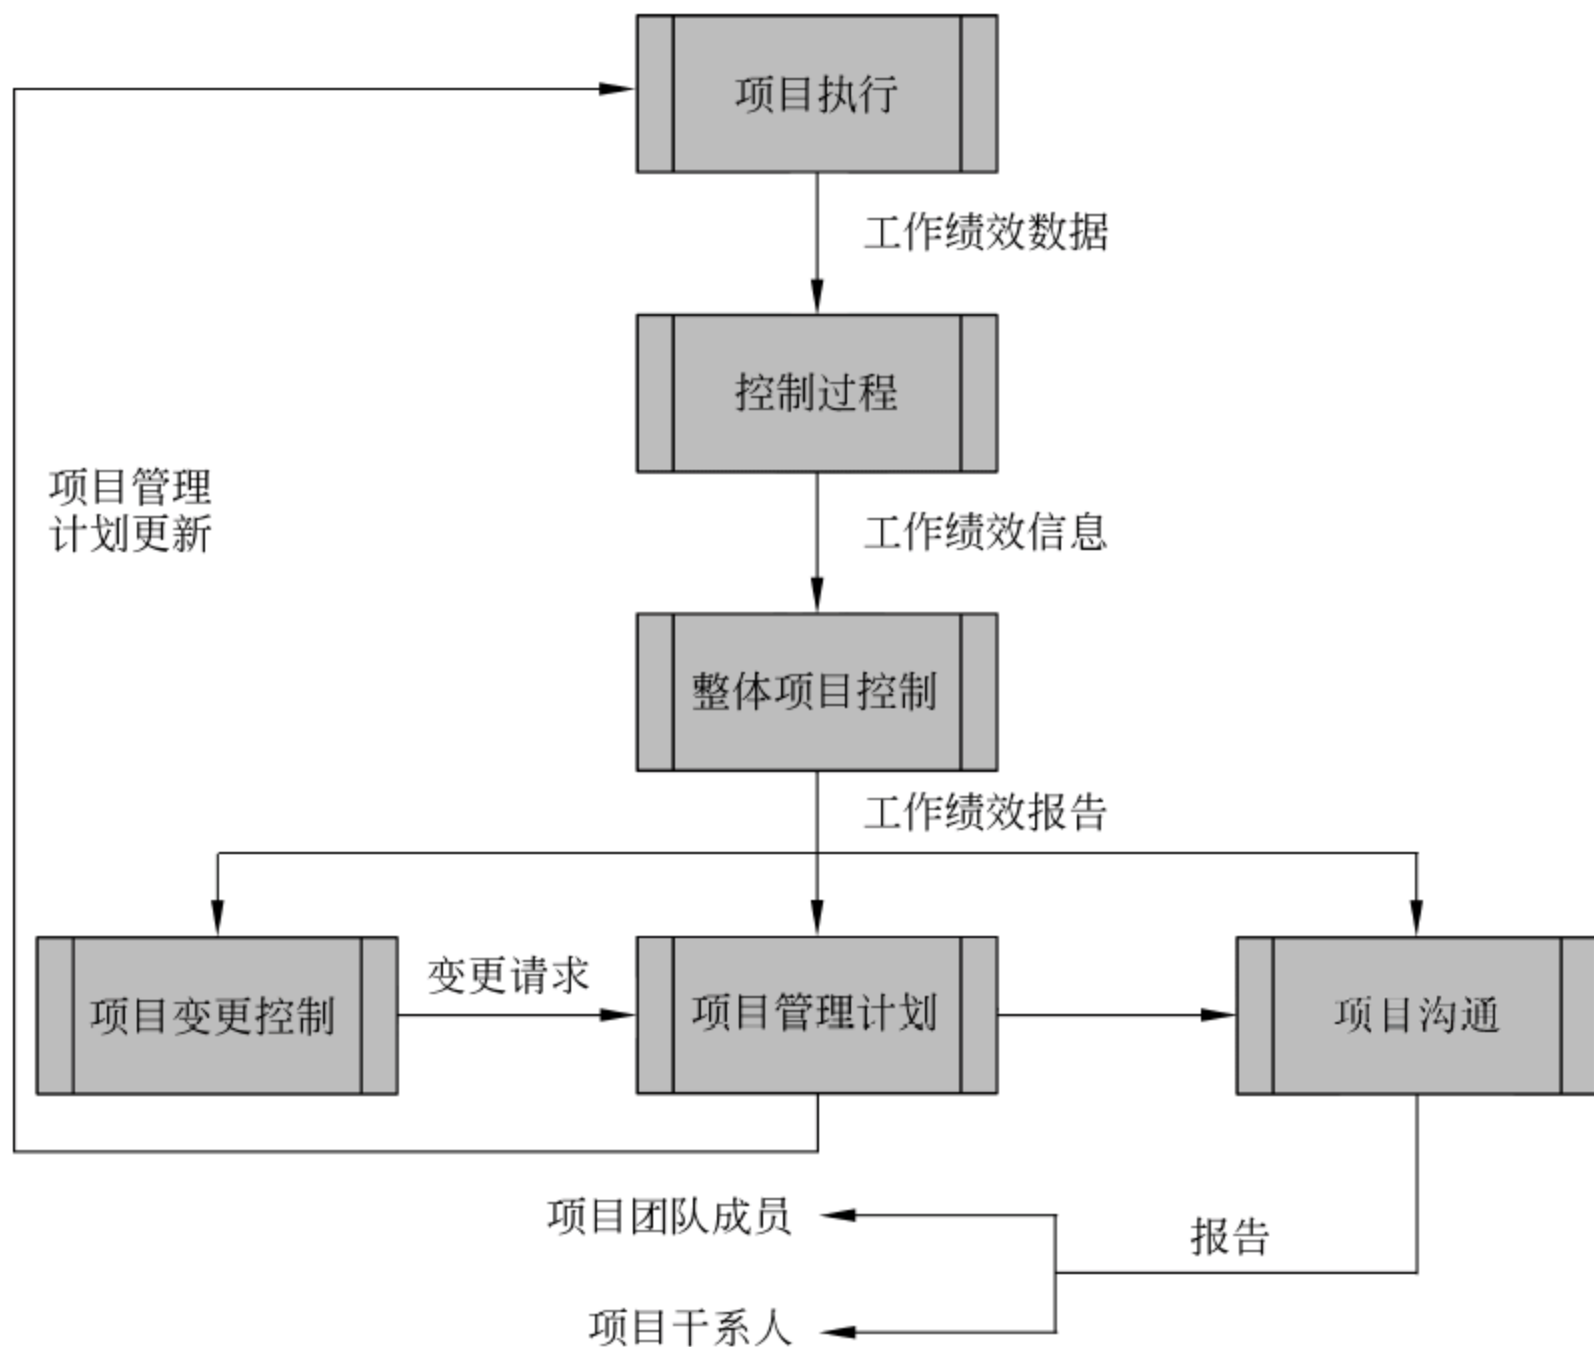 项目执行
工作绩效数据
控制过程
项目管理
计划更新
工作绩效信息
整体项目控制
工作绩效报告
项目变更控制
变更请求
项目管理计划
项目沟通
项目团队成员
报告
项目干系人